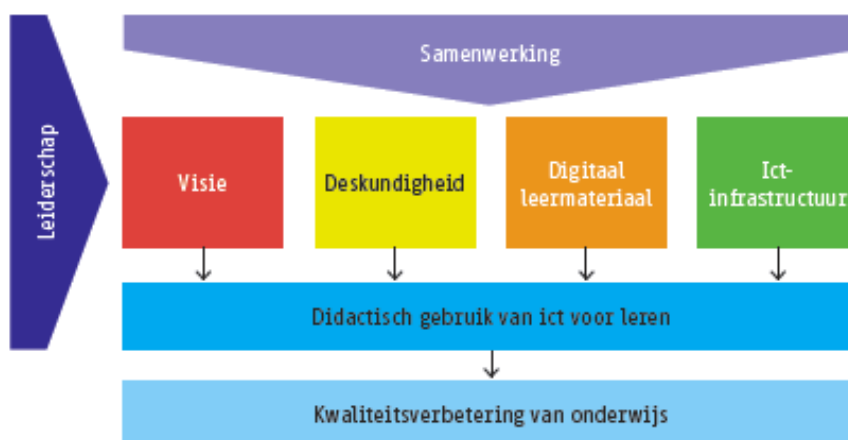 Samenwerking
Leiderschap
Visie
Deskundigheid
Digitaal
leermateriaal
Ict-
infrastructuur
Didactisch gebruik van ict voor leren
Kwaliteitsverbetering van onderwijs